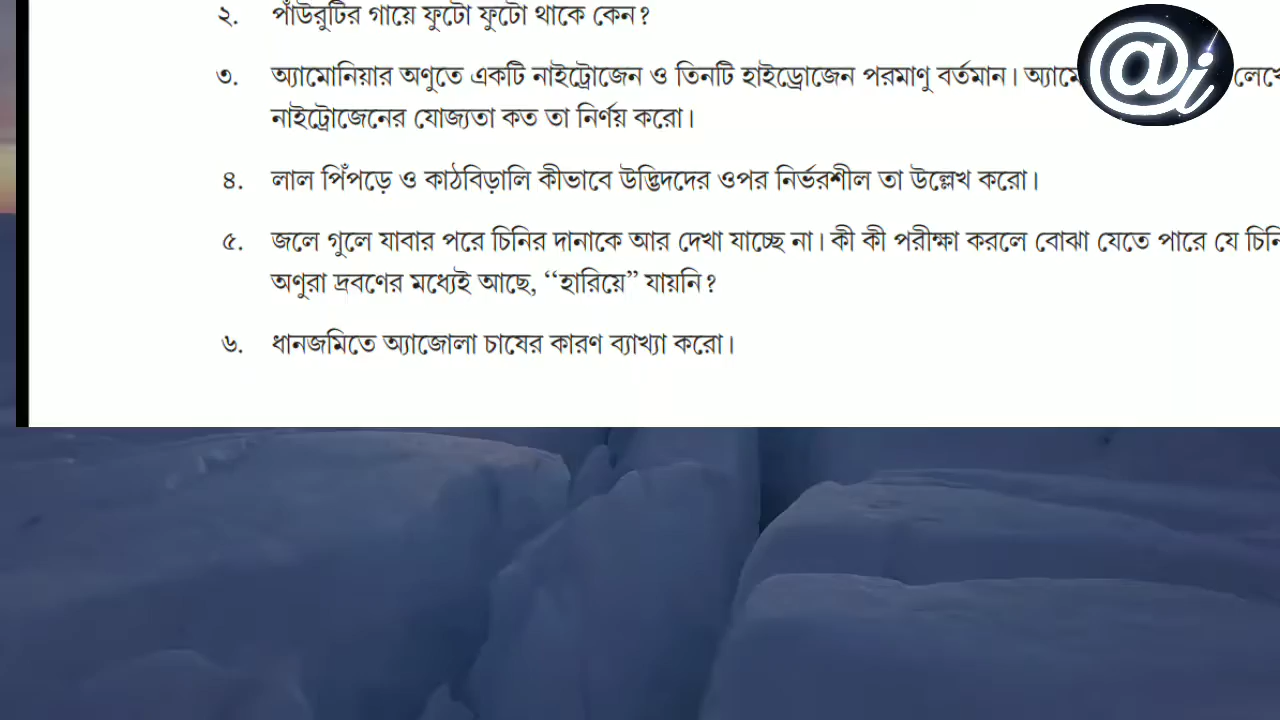 ২. পাঁউরুটির গায়ে ফুটো ফুটো থাকে কেন?
৩. অ্যামোনিয়ার অণুতে একটি নাইট্রোজেন ও তিনটি হাইড্রোজেন পরমাণু বর্তমান। @i
নাইট্রোজেনের যোজ্যতা কত তা নির্ণয় করো।
৪. লাল পিঁপড়ে ও কাঠবিড়ালি কীভাবে উদ্ভিদদের ওপর নির্ভরশীল তা উল্লেখ করো।
৫. জলে গুলে যাবার পরে চিনির দানাকে আর দেখা যাচ্ছে না। কী কী পরীক্ষা করলে বোঝা যেতে পারে যে
অণুরা দ্রবণের মধ্যেই আছে, “হারিয়ে” যায়নি?
৬. ধানজমিতে অ্যাজোলা চাষের কারণ ব্যাখ্যা করো।